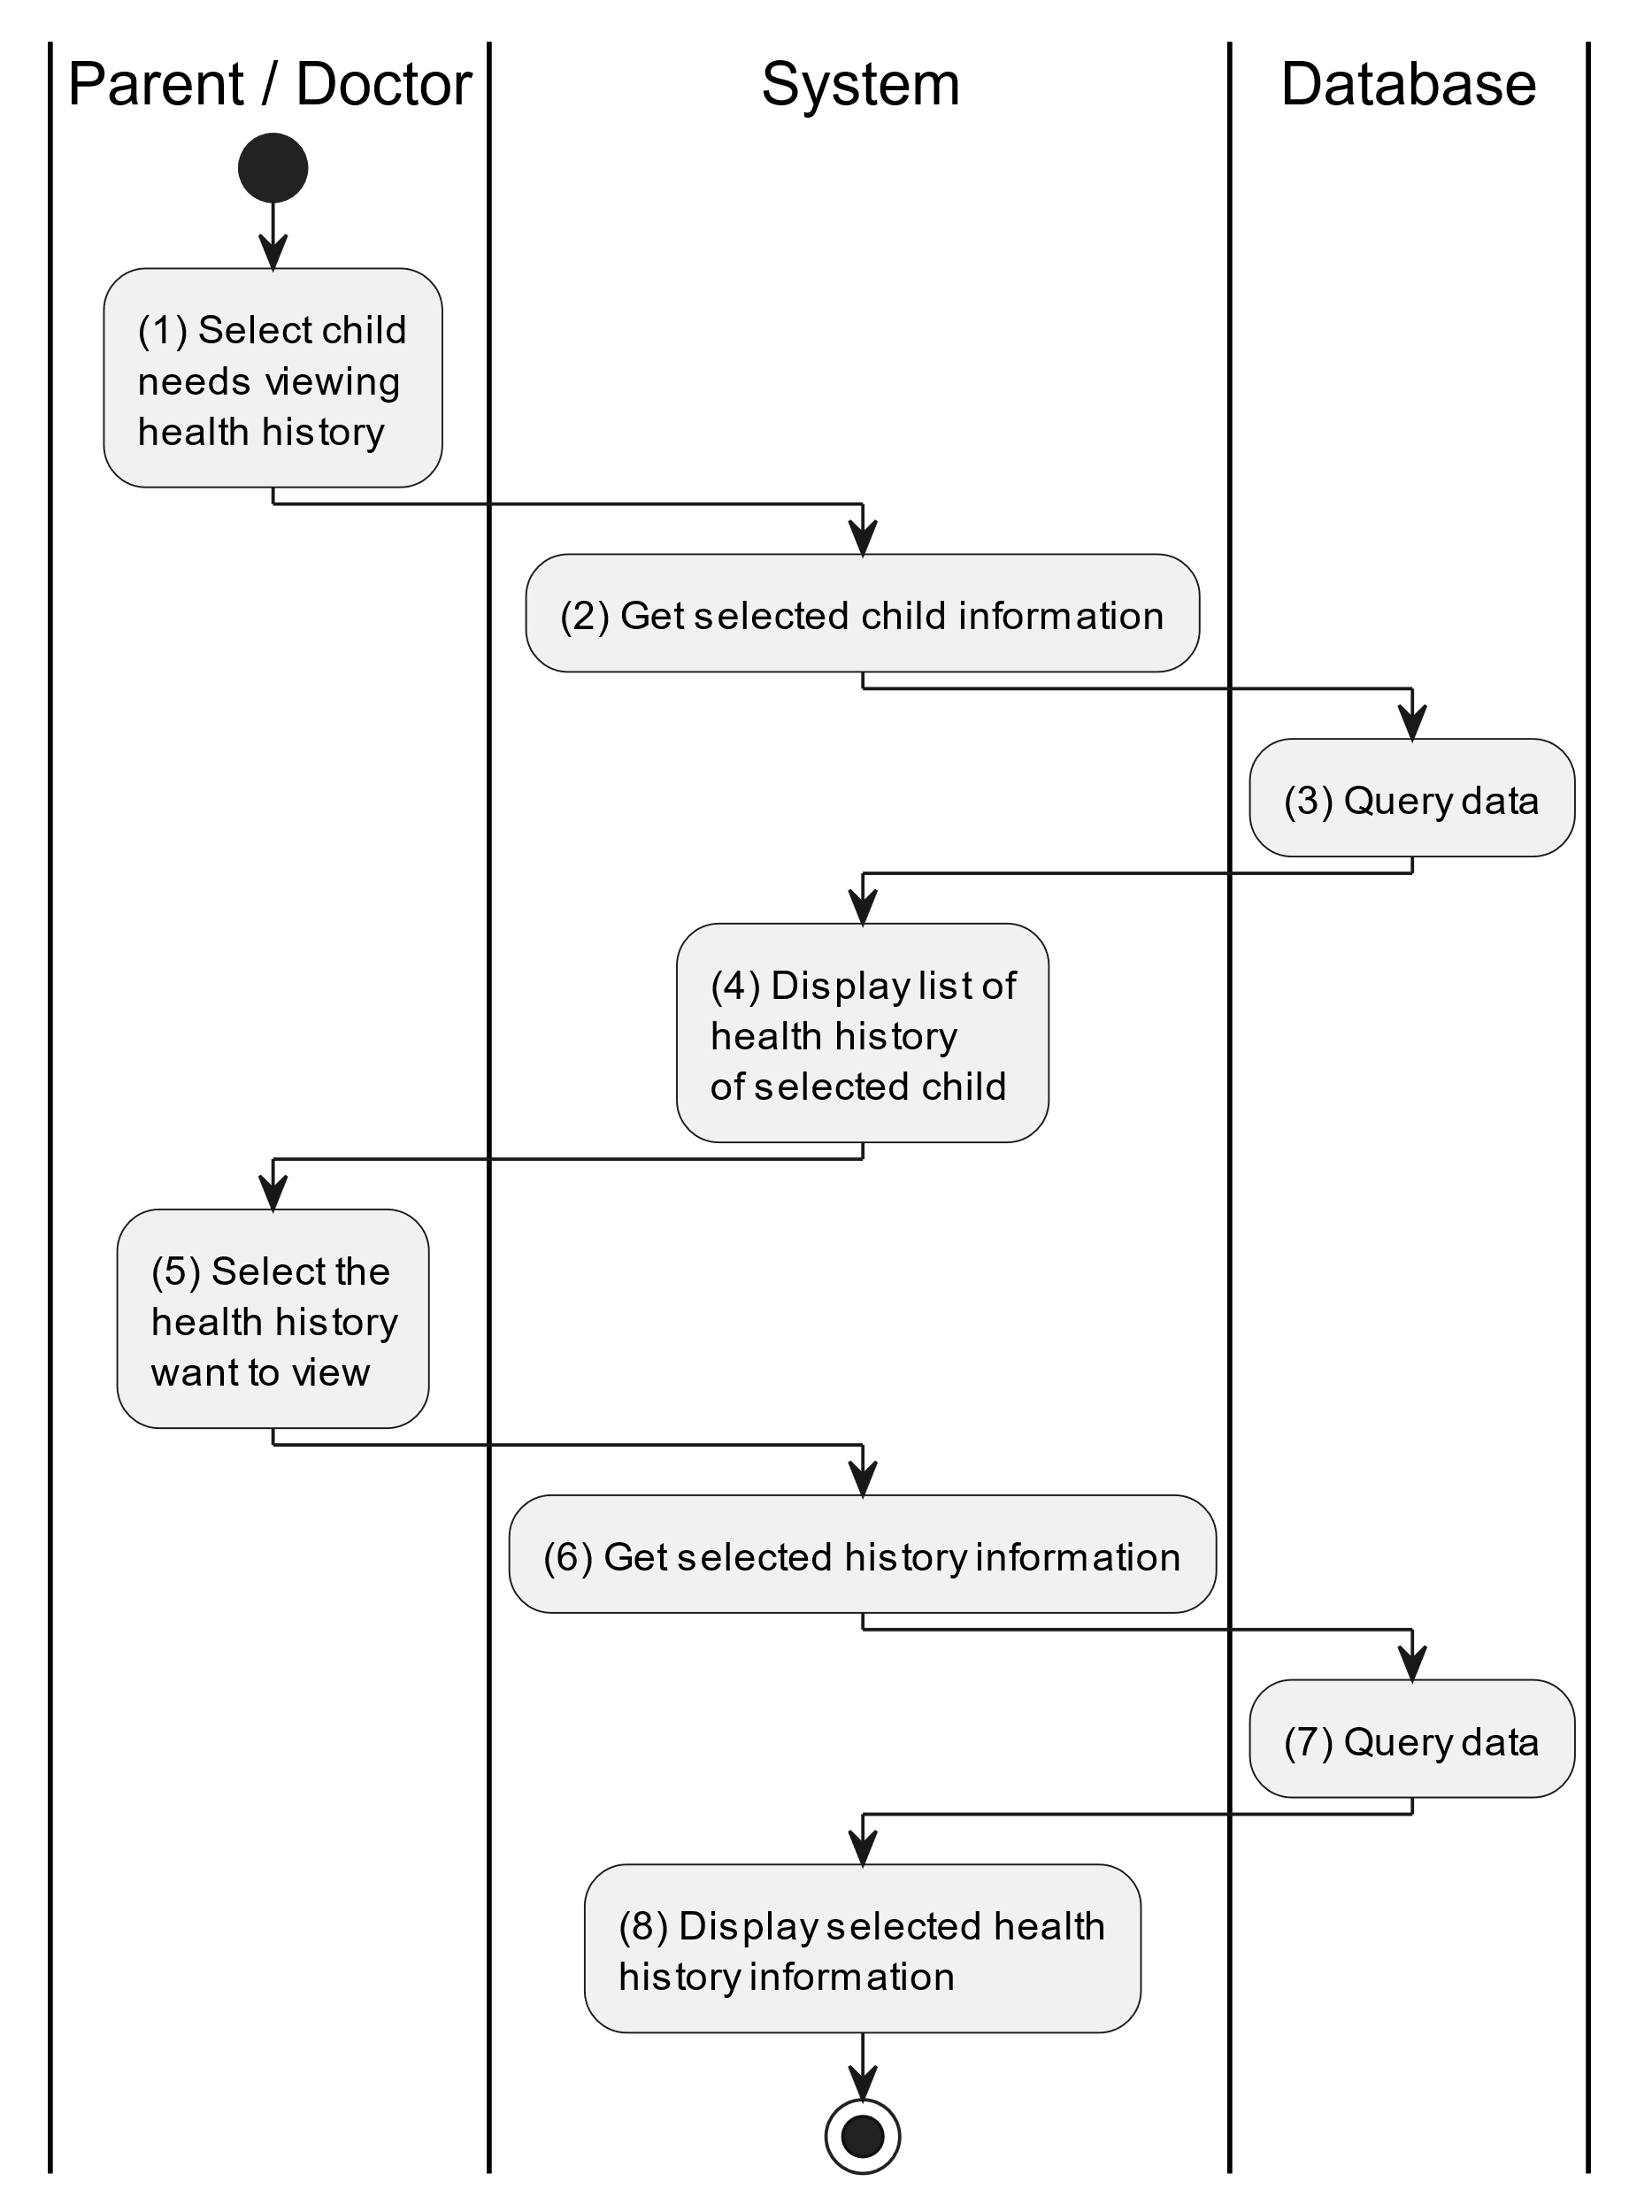 Parent / Doctor
System
Database
(1) Select child
needs viewing
health history
(2) Get selected child information
(3) Query data
(4) Display list of
health history
of selected child
(5) Select the
health history
want to view
(6) Get selected history information
(7) Query data
(8) Display selected health
history information